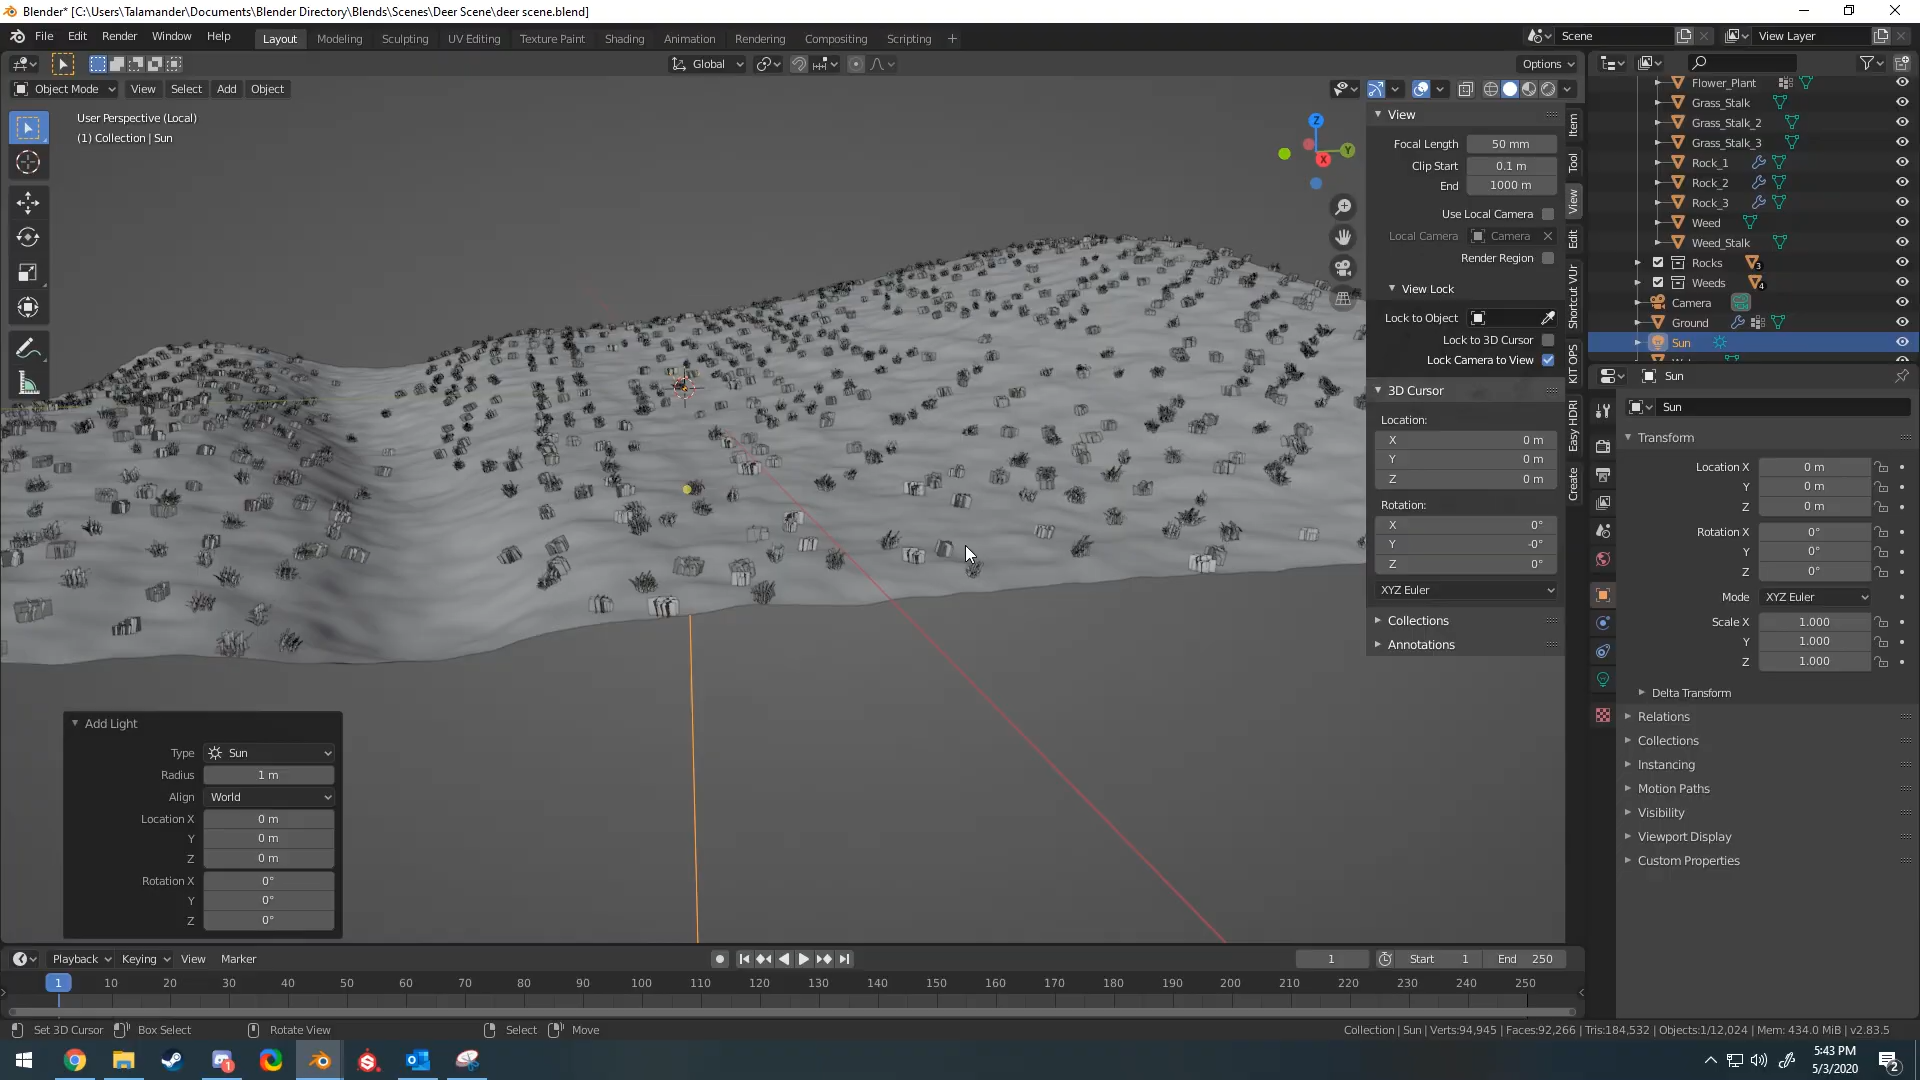 Blender* [C:\Users\Talamander\Documents\Blender Directory\Blends\Scenes\Deer Scene\deer scene.blend]
File Edit Render Window Help Layout Modeling Sculpting UV Editing Texture Paint Shading Animation Rendering Compositing Scripting + Scene View Layer
Global Options
Object Mode View Select Add Object
User Perspective (Local)
(1) Collection | Sun
Z
Y
X
View
Focal Length 50 mm
Clip Start 0.1 m
End 1000 m
Use Local Camera
Local Camera Camera
Render Region
View Lock
Lock to Object
Lock to 3D Cursor
Lock Camera to View
3D Cursor
Location:
X 0 m
Y 0 m
Z 0 m
Rotation:
X 0°
Y -0°
Z 0°
XYZ Euler
Collections
Annotations
Item
Tool
View
Edit
Shortcut VUr
KIT OPS
Easy HDRI
Create
Flower_Plant
Grass_Stalk
Grass_Stalk_2
Grass_Stalk_3
Rock_1
Rock_2
Rock_3
Weed
Weed_Stalk
Rocks 3
Weeds 4
Camera
Ground
Sun
Sun
Sun
Transform
Location X 0 m
Y 0 m
Z 0 m
Rotation X 0°
Y 0°
Z 0°
Mode XYZ Euler
Scale X 1.000
Y 1.000
Z 1.000
Delta Transform
Relations
Collections
Instancing
Motion Paths
Visibility
Viewport Display
Custom Properties
Add Light
Type Sun
Radius 1 m
Align World
Location X 0 m
Y 0 m
Z 0 m
Rotation X 0°
Y 0°
Z 0°
Playback Keying View Marker 1 Start 1 End 250
1 10 20 30 40 50 60 70 80 90 100 110 120 130 140 150 160 170 180 190 200 210 220 230 240 250
Set 3D Cursor Box Select Rotate View Select Move Collection | Sun | Verts:94,945 | Faces:92,266 | Tris:184,532 | Objects:1/12,024 | Mem: 434.0 MiB | v2.83.5
1 5:43 PM
5/3/2020 2